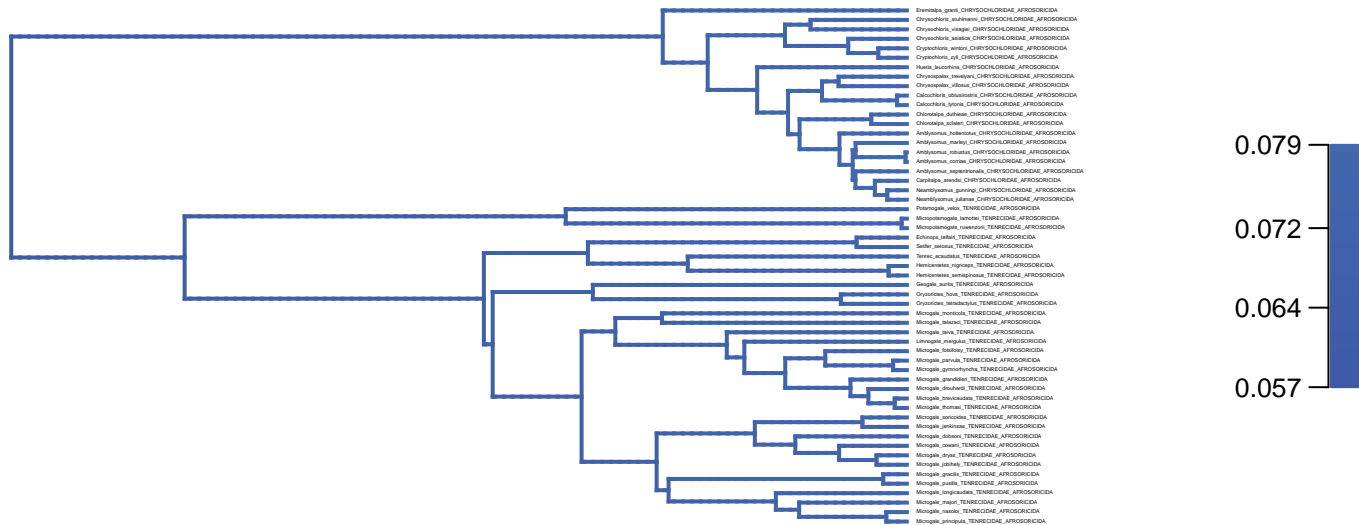 Eremitalpa_granti_CHRYSOCHLORIDAE_AFROSORICIDA
Chrysochloris_stuhlmanni_CHRYSOCHLORIDAE_AFROSORICIDA
Chrysochloris_visagiei_CHRYSOCHLORIDAE_AFROSORICIDA
Chrysochloris_asiatica_CHRYSOCHLORIDAE_AFROSORICIDA
Cryptochloris_wintoni_CHRYSOCHLORIDAE_AFROSORICIDA
Cryptochloris_zyli_CHRYSOCHLORIDAE_AFROSORICIDA
Huetia_leucorhina_CHRYSOCHLORIDAE_AFROSORICIDA
Chrysospalax_trevelyani_CHRYSOCHLORIDAE_AFROSORICIDA
Chrysospalax_villosus_CHRYSOCHLORIDAE_AFROSORICIDA
Calcochloris_obtusirostris_CHRYSOCHLORIDAE_AFROSORICIDA
Calcochloris_tytonis_CHRYSOCHLORIDAE_AFROSORICIDA
Chlorotalpa_duthieae_CHRYSOCHLORIDAE_AFROSORICIDA
Chlorotalpa_sclateri_CHRYSOCHLORIDAE_AFROSORICIDA
Amblysomus_hottentotus_CHRYSOCHLORIDAE_AFROSORICIDA
Amblysomus_marleyi_CHRYSOCHLORIDAE_AFROSORICIDA
Amblysomus_robustus_CHRYSOCHLORIDAE_AFROSORICIDA
Amblysomus_corriae_CHRYSOCHLORIDAE_AFROSORICIDA
Amblysomus_septentrionalis_CHRYSOCHLORIDAE_AFROSORICIDA
Carpitalpa_arendsi_CHRYSOCHLORIDAE_AFROSORICIDA
Neamblysomus_gunningi_CHRYSOCHLORIDAE_AFROSORICIDA
Neamblysomus_julianae_CHRYSOCHLORIDAE_AFROSORICIDA
Potamogale_velox_TENRECIDAE_AFROSORICIDA
Micropotamogale_lamottei_TENRECIDAE_AFROSORICIDA
Micropotamogale_ruwenzorii_TENRECIDAE_AFROSORICIDA
Echinops_telfairi_TENRECIDAE_AFROSORICIDA
Setifer_setosus_TENRECIDAE_AFROSORICIDA
Tenrec_ecaudatus_TENRECIDAE_AFROSORICIDA
Hemicentetes_nigriceps_TENRECIDAE_AFROSORICIDA
Hemicentetes_semispinosus_TENRECIDAE_AFROSORICIDA
Geogale_aurita_TENRECIDAE_AFROSORICIDA
Oryzorictes_hova_TENRECIDAE_AFROSORICIDA
Oryzorictes_tetradactylus_TENRECIDAE_AFROSORICIDA
Microgale_monticola_TENRECIDAE_AFROSORICIDA
Microgale_talazaci_TENRECIDAE_AFROSORICIDA
Microgale_taiva_TENRECIDAE_AFROSORICIDA
Limnogale_mergulus_TENRECIDAE_AFROSORICIDA
Microgale_fotsifotsy_TENRECIDAE_AFROSORICIDA
Microgale_parvula_TENRECIDAE_AFROSORICIDA
Microgale_gymnorhyncha_TENRECIDAE_AFROSORICIDA
Microgale_grandidieri_TENRECIDAE_AFROSORICIDA
Microgale_drouhardi_TENRECIDAE_AFROSORICIDA
Microgale_brevicaudata_TENRECIDAE_AFROSORICIDA
Microgale_thomasi_TENRECIDAE_AFROSORICIDA
Microgale_soricoides_TENRECIDAE_AFROSORICIDA
Microgale_jenkinsae_TENRECIDAE_AFROSORICIDA
Microgale_dobsoni_TENRECIDAE_AFROSORICIDA
Microgale_cowani_TENRECIDAE_AFROSORICIDA
Microgale_dryas_TENRECIDAE_AFROSORICIDA
Microgale_jobihely_TENRECIDAE_AFROSORICIDA
Microgale_gracilis_TENRECIDAE_AFROSORICIDA
Microgale_pusilla_TENRECIDAE_AFROSORICIDA
Microgale_longicaudata_TENRECIDAE_AFROSORICIDA
Microgale_majori_TENRECIDAE_AFROSORICIDA
Microgale_nasoloi_TENRECIDAE_AFROSORICIDA
Microgale_principula_TENRECIDAE_AFROSORICIDA
0.079
0.072
0.064
0.057